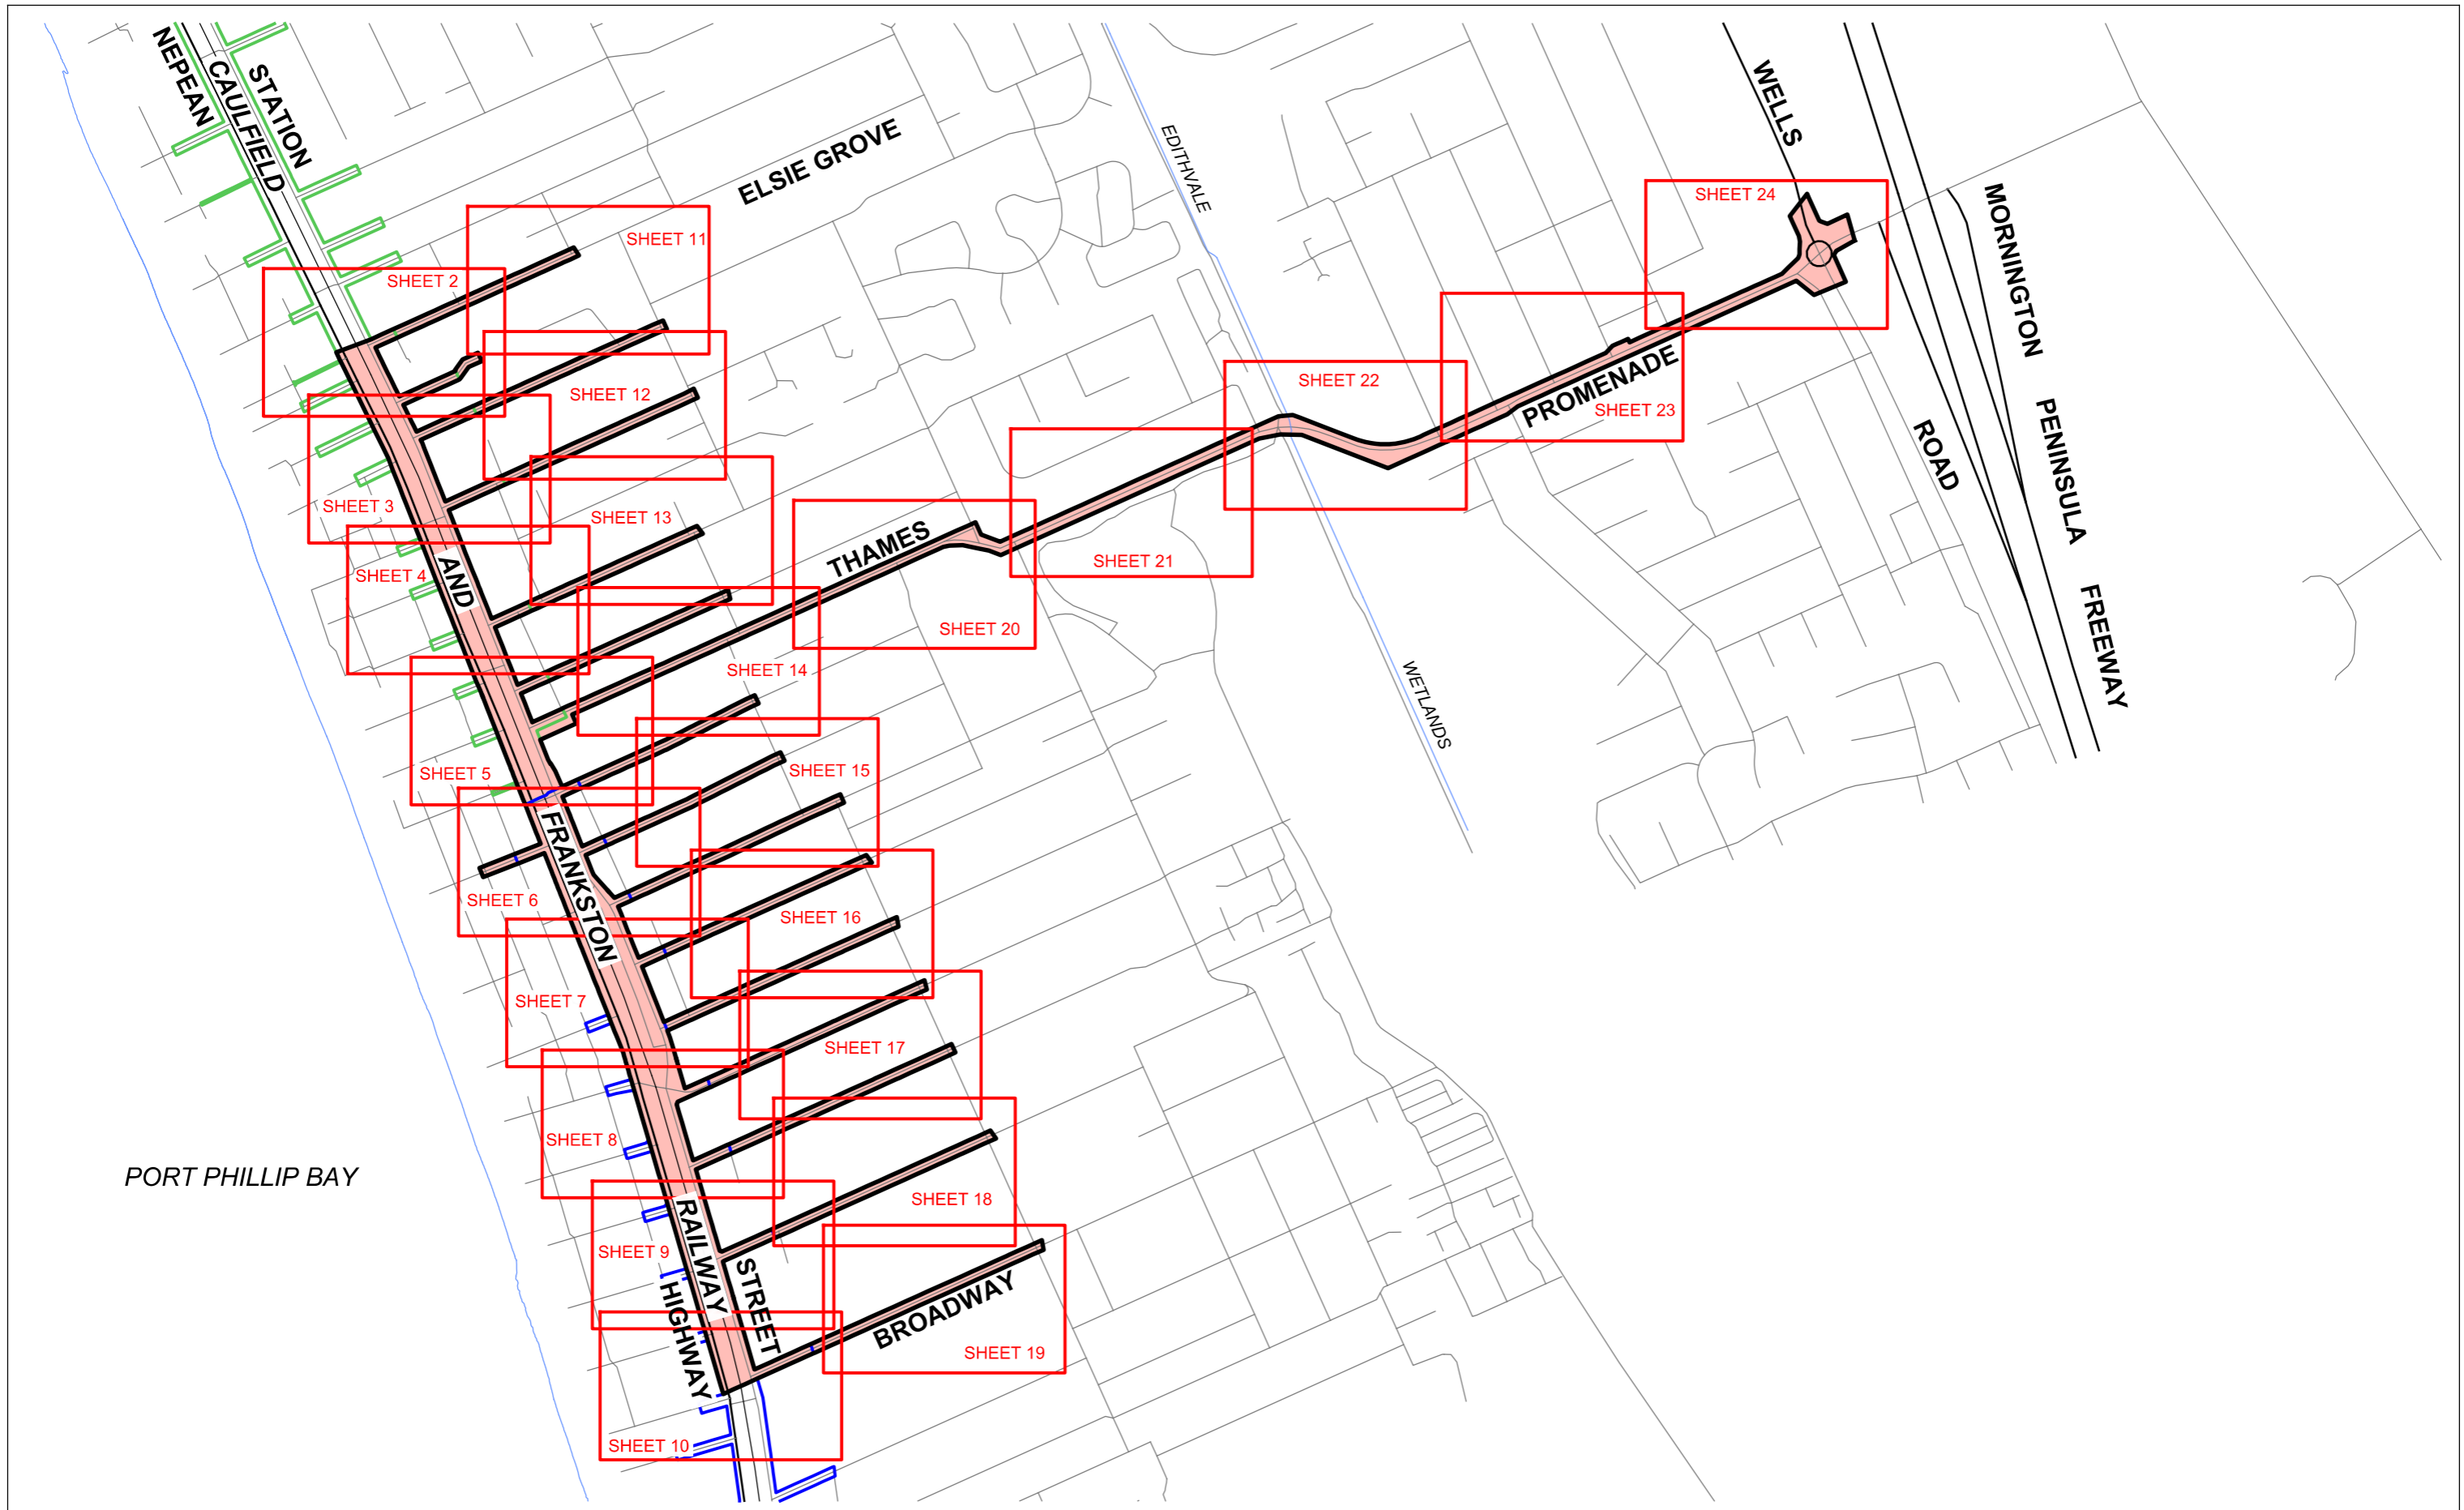 NEPEAN
CAULFIELD
STATION
ELSIE GROVE
EDITHVALE
WELLS
SHEET 24
MORNINGTON
SHEET 11
SHEET 2
SHEET 12
SHEET 22
PROMENADE
SHEET 23
ROAD
PENINSULA
SHEET 3
SHEET 13
THAMES
SHEET 21
SHEET 4
AND
SHEET 20
FREEWAY
SHEET 14
WETLANDS
SHEET 5
SHEET 15
FRANKSTON
SHEET 6
SHEET 16
SHEET 7
SHEET 17
SHEET 8
PORT PHILLIP BAY
SHEET 18
RAILWAY
SHEET 9
STREET
HIGHWAY
BROADWAY
SHEET 19
SHEET 10